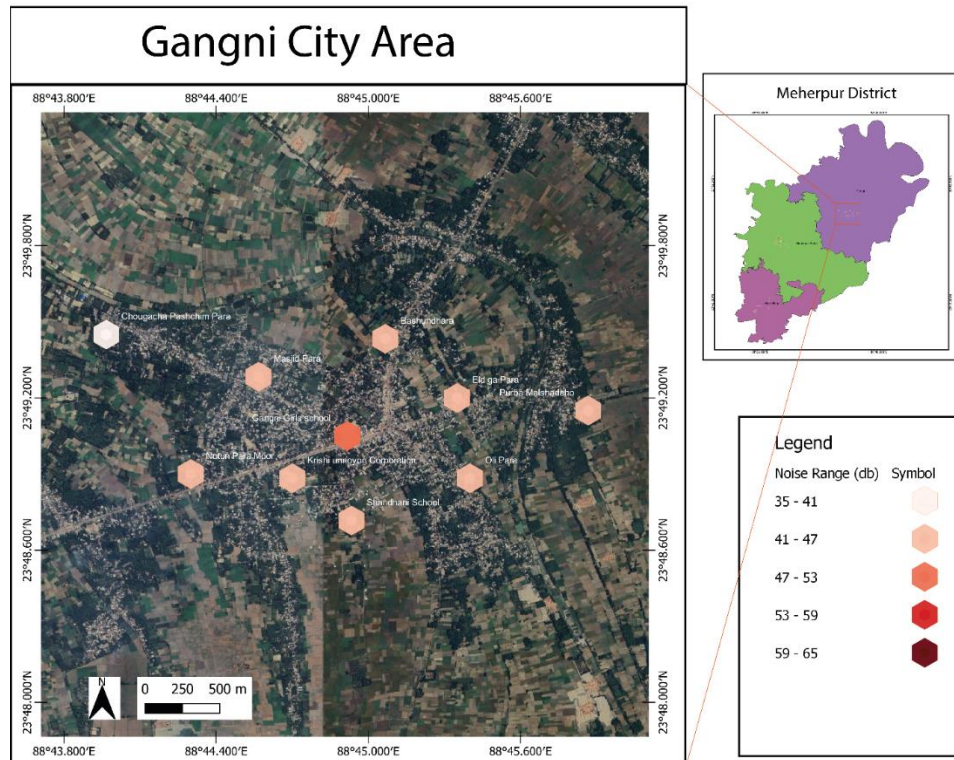 Gangni City Area
88°43.800'E 88°44.400'E 88°45.000'E 88°45.600'E
23°49.800'N 23°49.800'N
Chougacha Pashchim Para
Bashundhara
Masjid Para
Eid ga Para
23°49.200'N 23°49.200'N
Gangni Girls school
Notun Para Moor
Krishi unnoyon Corporation
Oli Para
Shandhani School
23°48.600'N 23°48.600'N
N
0 250 500 m
23°48.000'N 23°48.000'N
88°43.800'E 88°44.400'E 88°45.000'E 88°45.600'E
Meherpur District
Legend
Noise Range (db) Symbol
35 - 41
41 - 47
47 - 53
53 - 59
59 - 65